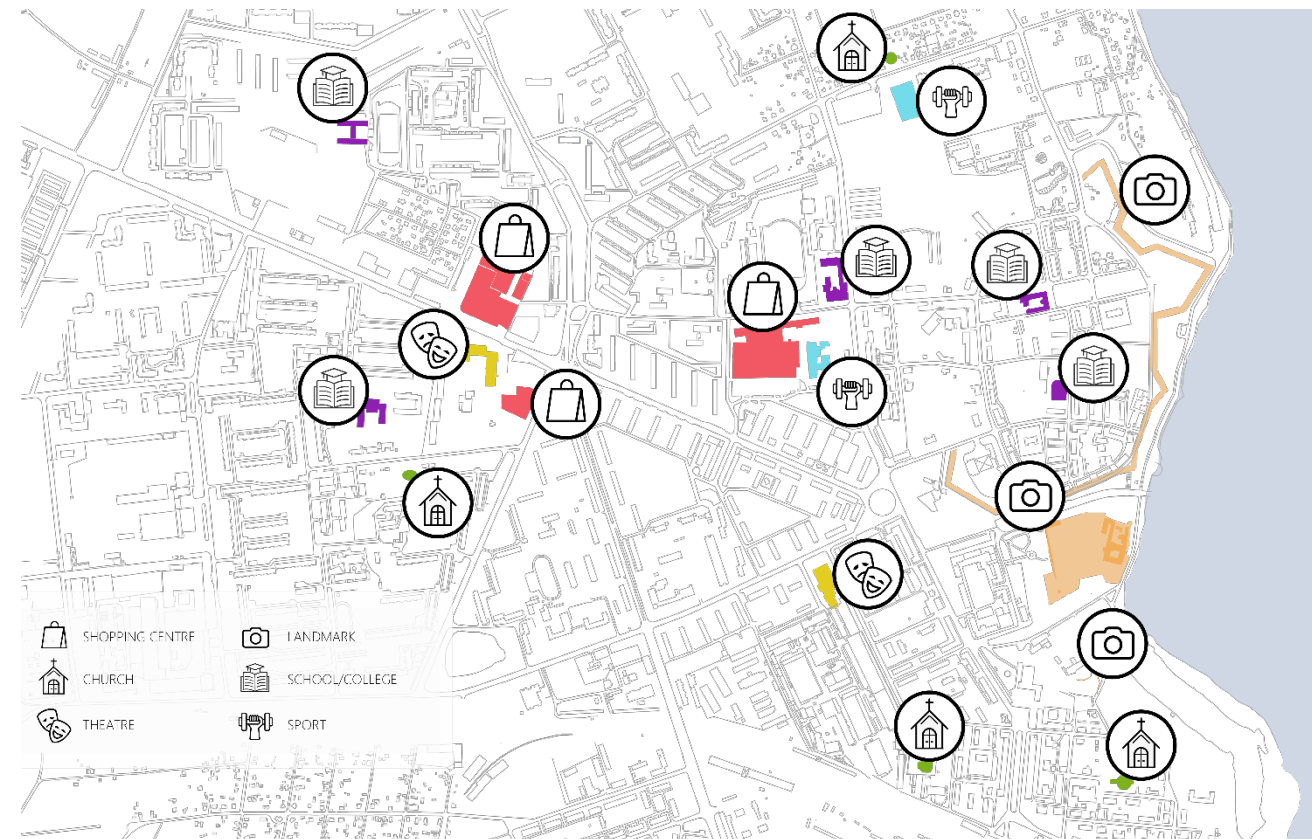 SHOPPING CENTRE
LANDMARK
CHURCH
SCHOOL/COLLEGE
THEATRE
SPORT